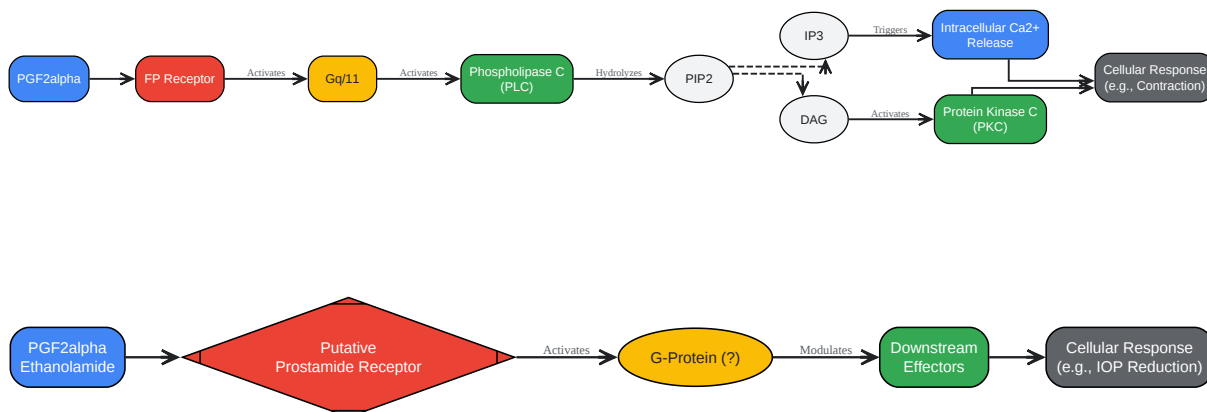 PGF2alpha
FP Receptor
Activates
Gq/11
Activates
Phospholipase C
(PLC)
Hydrolyzes
PIP2
IP3
Triggers
Intracellular Ca2+
Release
DAG
Activates
Protein Kinase C
(PKC)
Cellular Response
(e.g., Contraction)
PGF2alpha
Ethanolamide
Putative
Prostamide Receptor
Activates
G-Protein (?)
Modulates
Downstream
Effectors
Cellular Response
(e.g., IOP Reduction)